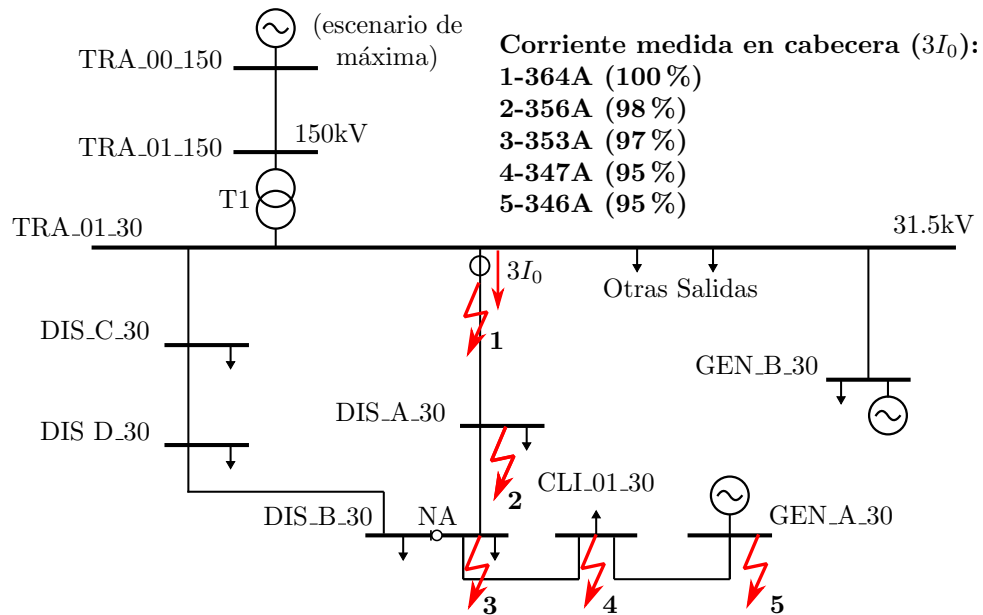 (escenario de
máxima)
TRA_00_150
Corriente medida en cabecera (3I₀):
1-364A (100 %)
2-356A (98 %)
3-353A (97 %)
4-347A (95 %)
5-346A (95 %)
150kV
TRA_01_150
T1
TRA_01_30
31.5kV
3I₀
Otras Salidas
DIS_C_30
1
GEN_B_30
DIS_A_30
DIS D_30
2
CLI_01_30
DIS_B_30
NA
GEN_A_30
3
4
5